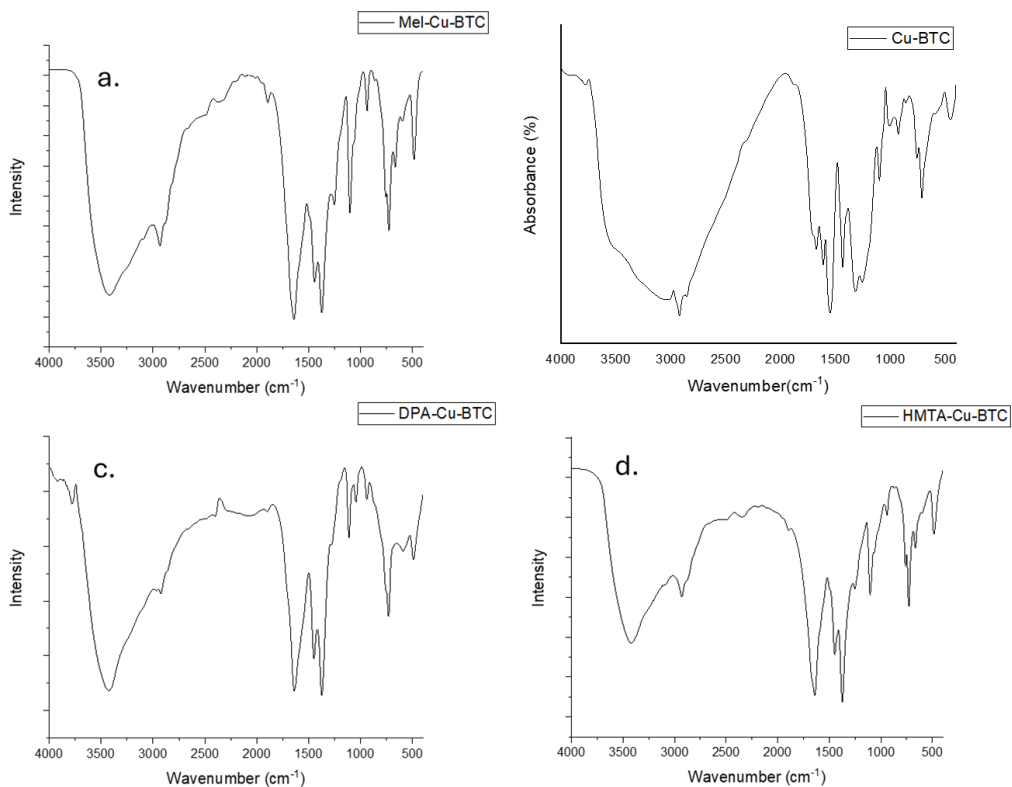 Mel-Cu-BTC
a.
Intensity
4000 3500 3000 2500 2000 1500 1000 500
Wavenumber (cm-1)
Cu-BTC
Absorbance (%)
4000 3000 2000 1500 1000 500
Wavenumber(cm-1)
DPA-Cu-BTC
c.
Intensity
4000 3500 3000 2500 2000 1500 1000 500
Wavenumber (cm-1)
HMTA-Cu-BTC
d.
Intensity
4000 3500 3000 2500 2000 1500 1000 500
Wavenumber (cm-1)